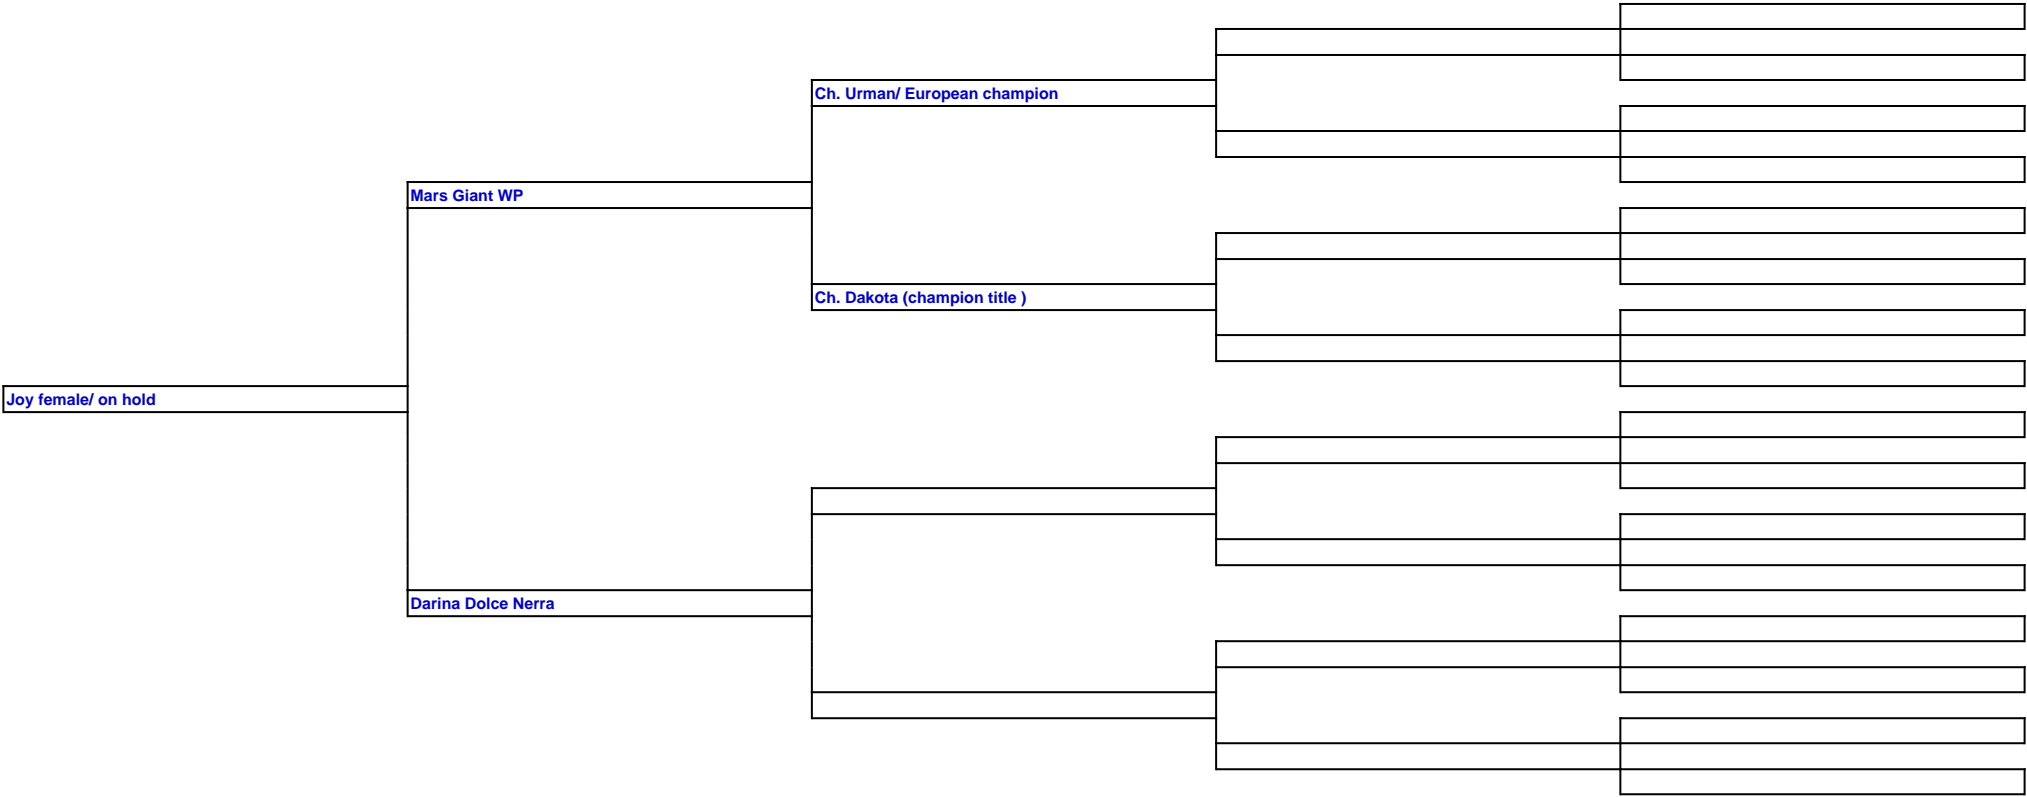 Ch. Urman/ European champion
Mars Giant WP
Ch. Dakota (champion title )
Joy female/ on hold
Darina Dolce Nerra